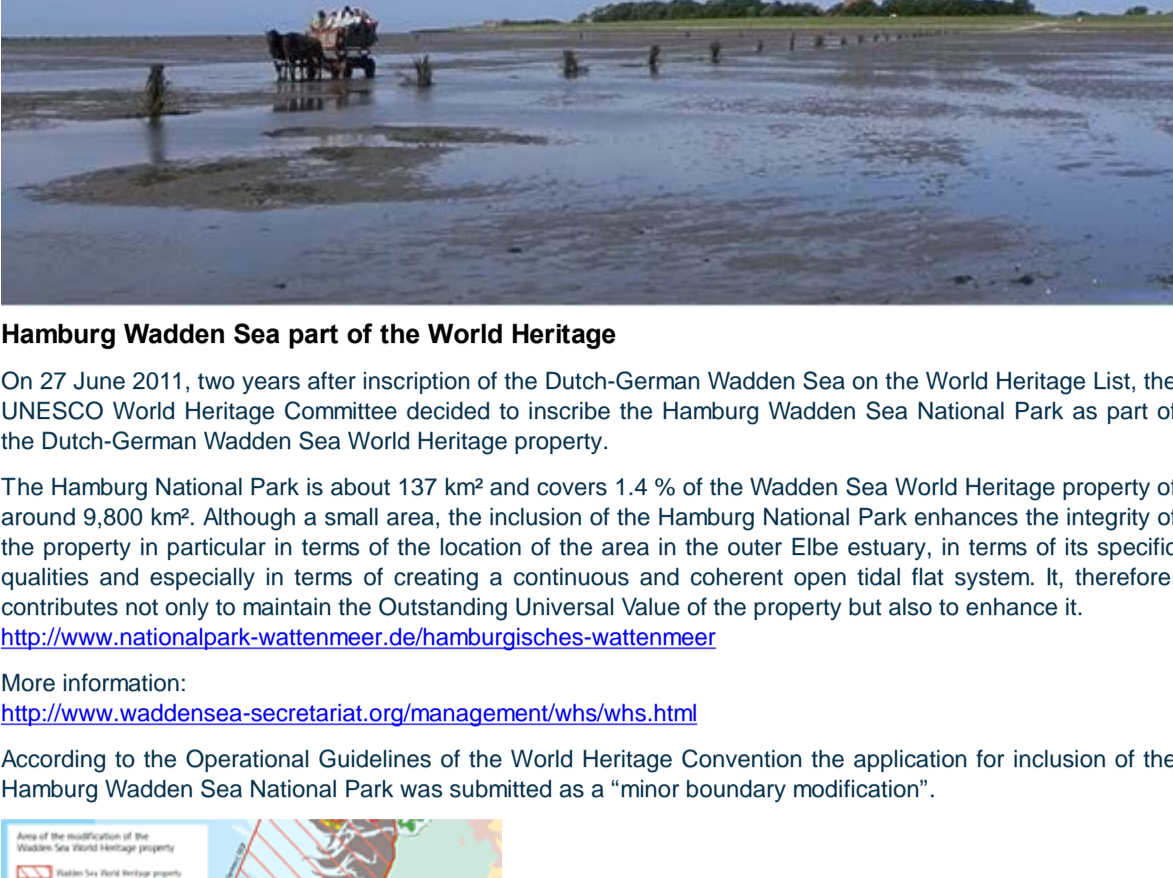 Hamburg Wadden Sea part of the World Heritage
On 27 June 2011, two years after inscription of the Dutch-German Wadden Sea on the World Heritage List, the
UNESCO World Heritage Committee decided to inscribe the Hamburg Wadden Sea National Park as part of
the Dutch-German Wadden Sea World Heritage property.
The Hamburg National Park is about 137 km² and covers 1.4 % of the Wadden Sea World Heritage property of
around 9,800 km². Although a small area, the inclusion of the Hamburg National Park enhances the integrity of
the property in particular in terms of the location of the area in the outer Elbe estuary, in terms of its specific
qualities and especially in terms of creating a continuous and coherent open tidal flat system. It, therefore
contributes not only to maintain the Outstanding Universal Value of the property but also to enhance it.
http://www.nationalpark-wattenmeer.de/hamburgisches-wattenmeer
More information:
http://www.waddensea-secretariat.org/management/whs/whs.html
According to the Operational Guidelines of the World Heritage Convention the application for inclusion of the
Hamburg Wadden Sea National Park was submitted as a “minor boundary modification”.
Area of the modification of the
Wadden Sea World Heritage property
Wadden Sea World Heritage property